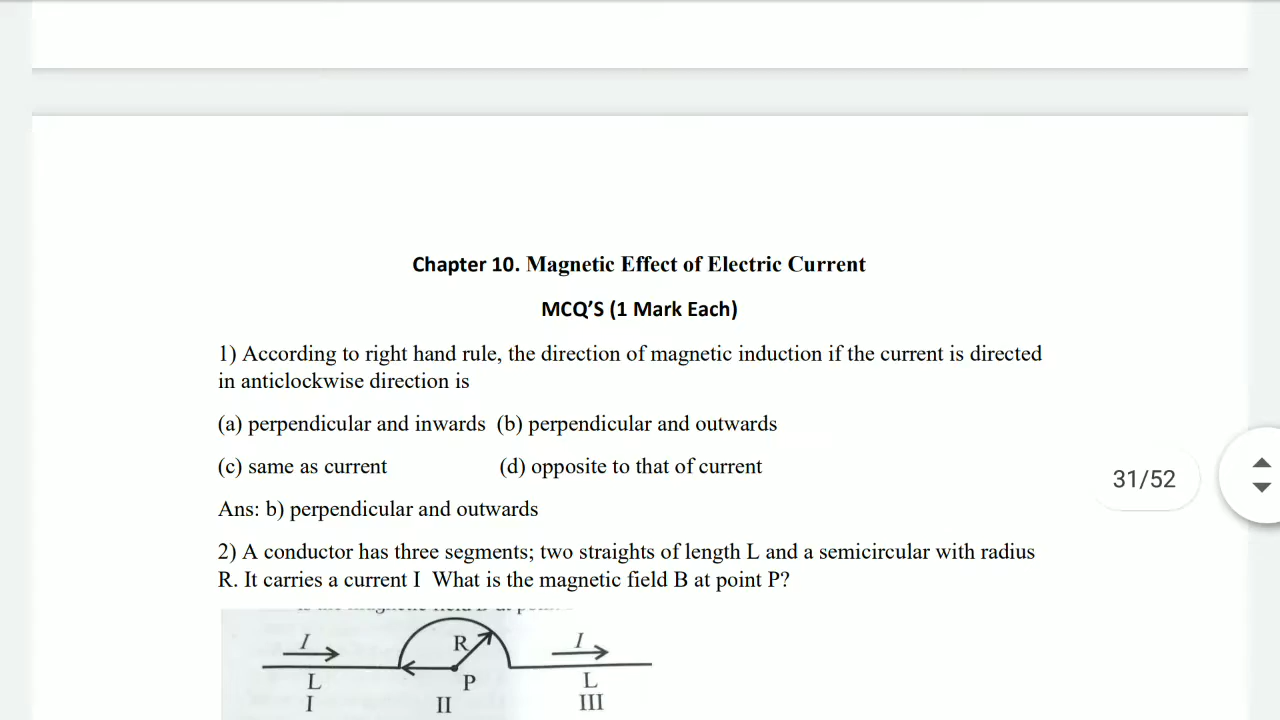 Chapter 10. Magnetic Effect of Electric Current
MCQ'S (1 Mark Each)
1) According to right hand rule, the direction of magnetic induction if the current is directed
in anticlockwise direction is
(a) perpendicular and inwards (b) perpendicular and outwards
(c) same as current (d) opposite to that of current
31/52
Ans: b) perpendicular and outwards
2) A conductor has three segments; two straights of length L and a semicircular with radius
R. It carries a current I What is the magnetic field B at point P?
I R I
L P L
I II III